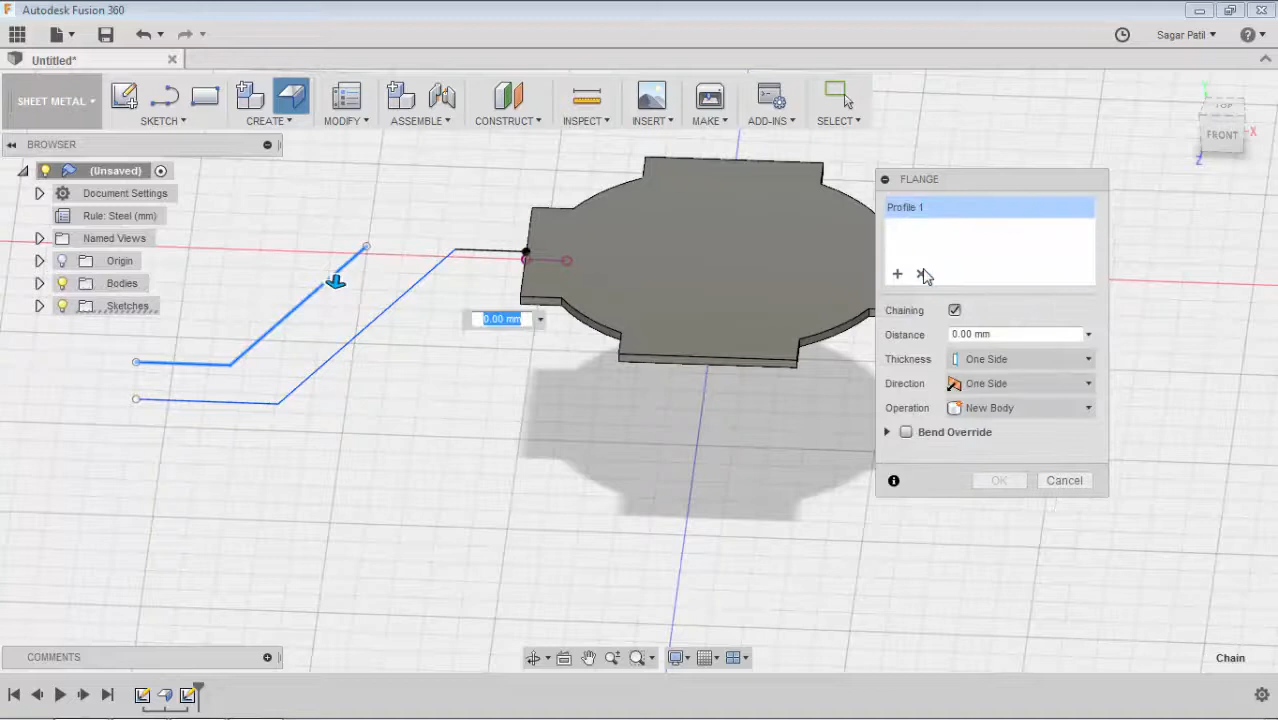 Autodesk Fusion 360
Sagar Patil
Untitled*
SHEET METAL
SKETCH
CREATE
MODIFY
ASSEMBLE
CONSTRUCT
INSPECT
INSERT
MAKE
ADD-INS
SELECT
TOP
FRONT
Y
X
Z
BROWSER
(Unsaved)
Document Settings
Rule: Steel (mm)
Named Views
Origin
Bodies
Sketches
0.00 mm
FLANGE
Profile 1
Chaining
Distance 0.00 mm
Thickness One Side
Direction One Side
Operation New Body
Bend Override
OK Cancel
COMMENTS
Chain